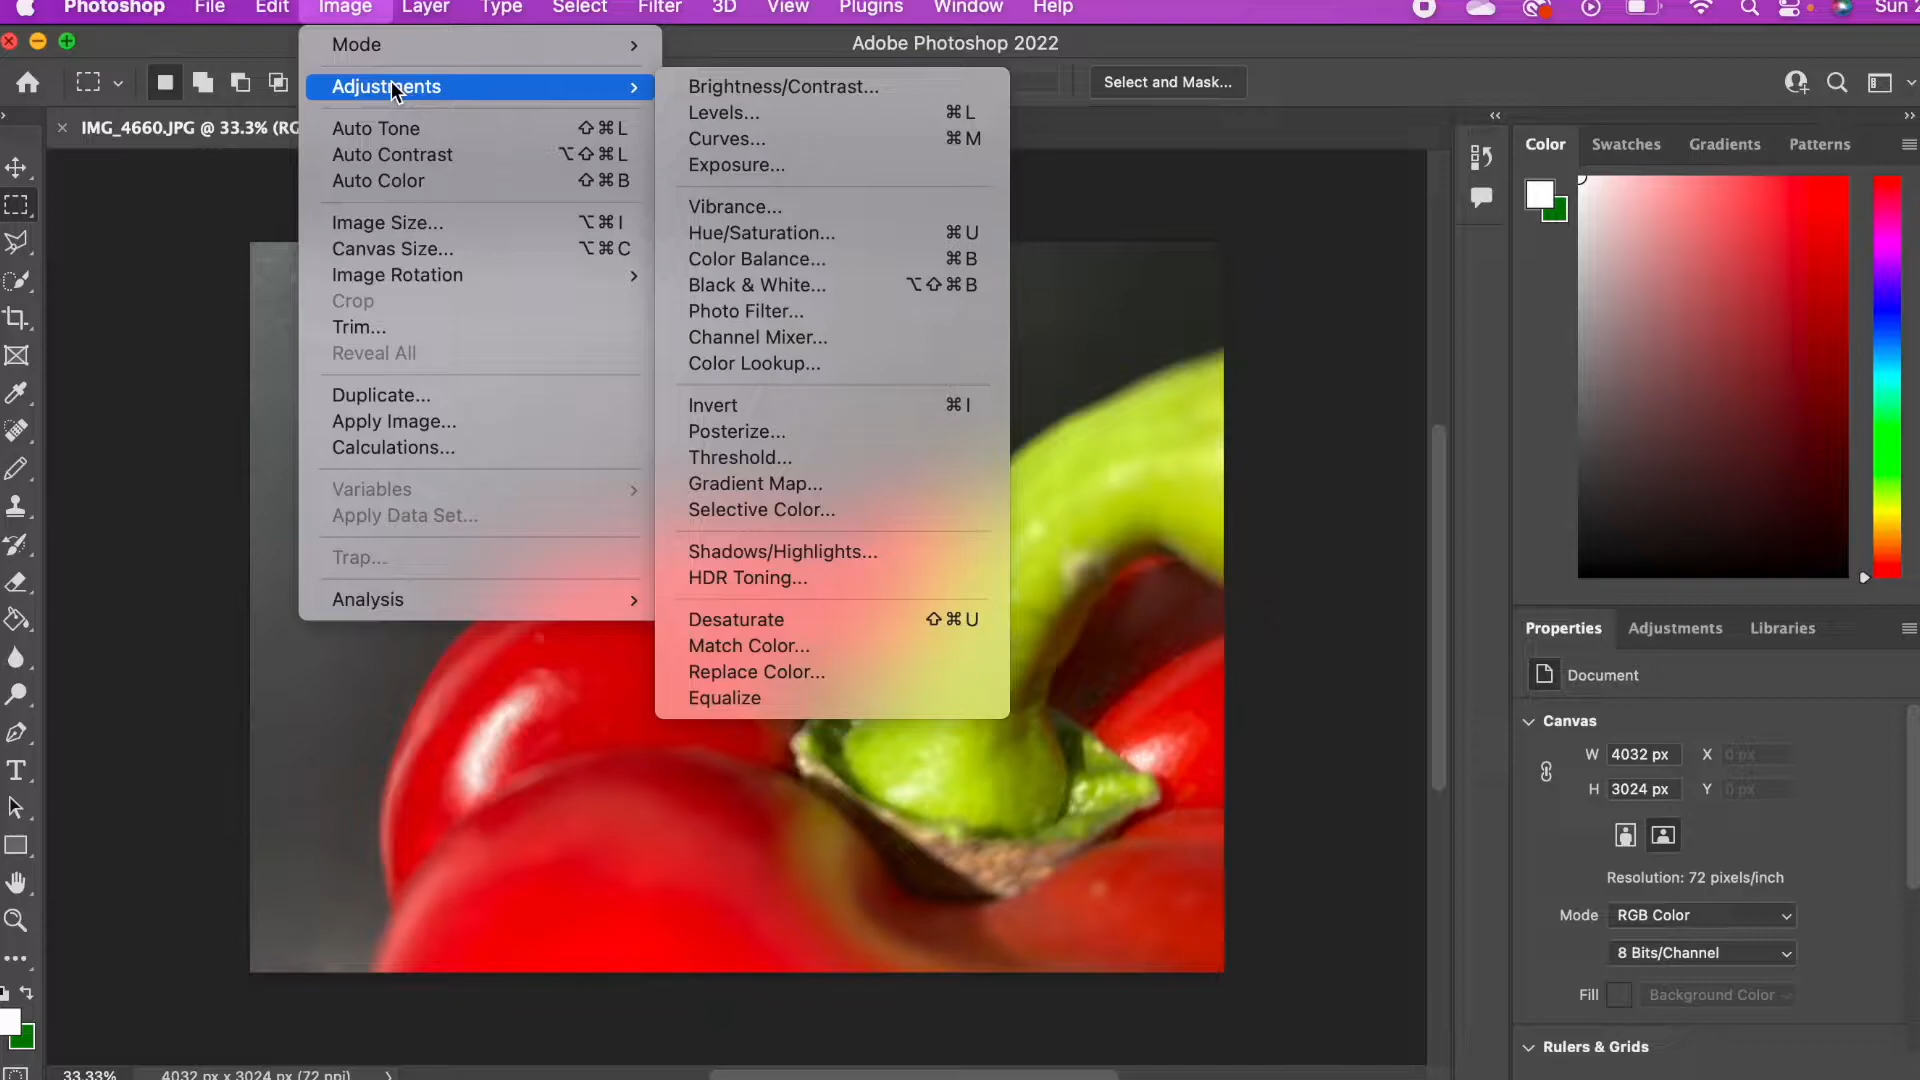 Photoshop File Edit Image Layer Type Select Filter 3D View Plugins Window Help Sun 2
Adobe Photoshop 2022
Select and Mask...
IMG_4660.JPG @ 33.3% (RG
Mode
Adjustments
Auto Tone ⇧⌘L
Auto Contrast ⌥⇧⌘L
Auto Color ⇧⌘B
Image Size... ⌥⌘I
Canvas Size... ⌥⌘C
Image Rotation
Crop
Trim...
Reveal All
Duplicate...
Apply Image...
Calculations...
Variables
Apply Data Set...
Trap...
Analysis
Brightness/Contrast...
Levels... ⌘L
Curves... ⌘M
Exposure...
Vibrance...
Hue/Saturation... ⌘U
Color Balance... ⌘B
Black & White... ⌥⇧⌘B
Photo Filter...
Channel Mixer...
Color Lookup...
Invert ⌘I
Posterize...
Threshold...
Gradient Map...
Selective Color...
Shadows/Highlights...
HDR Toning...
Desaturate ⇧⌘U
Match Color...
Replace Color...
Equalize
Color Swatches Gradients Patterns
Properties Adjustments Libraries
Document
Canvas
W 4032 px X 0 px
H 3024 px Y 0 px
Resolution: 72 pixels/inch
Mode RGB Color
8 Bits/Channel
Fill Background Color
Rulers & Grids
33.33% 4032 px x 3024 px (72 ppi)